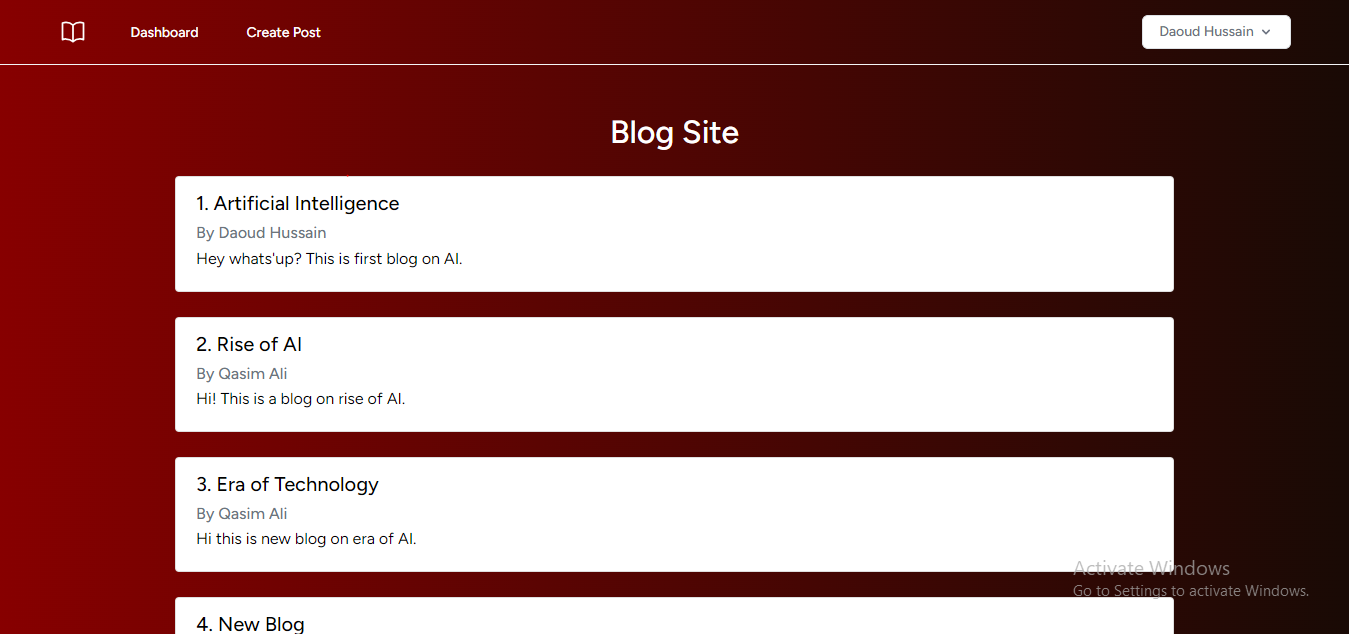 Dashboard
Create Post
Daoud Hussain
Blog Site
1. Artificial Intelligence
By Daoud Hussain
Hey whats'up? This is first blog on AI.
2. Rise of AI
By Qasim Ali
Hi! This is a blog on rise of AI.
3. Era of Technology
By Qasim Ali
Hi this is new blog on era of AI.
Activate Windows
Go to Settings to activate Windows.
4. New Blog